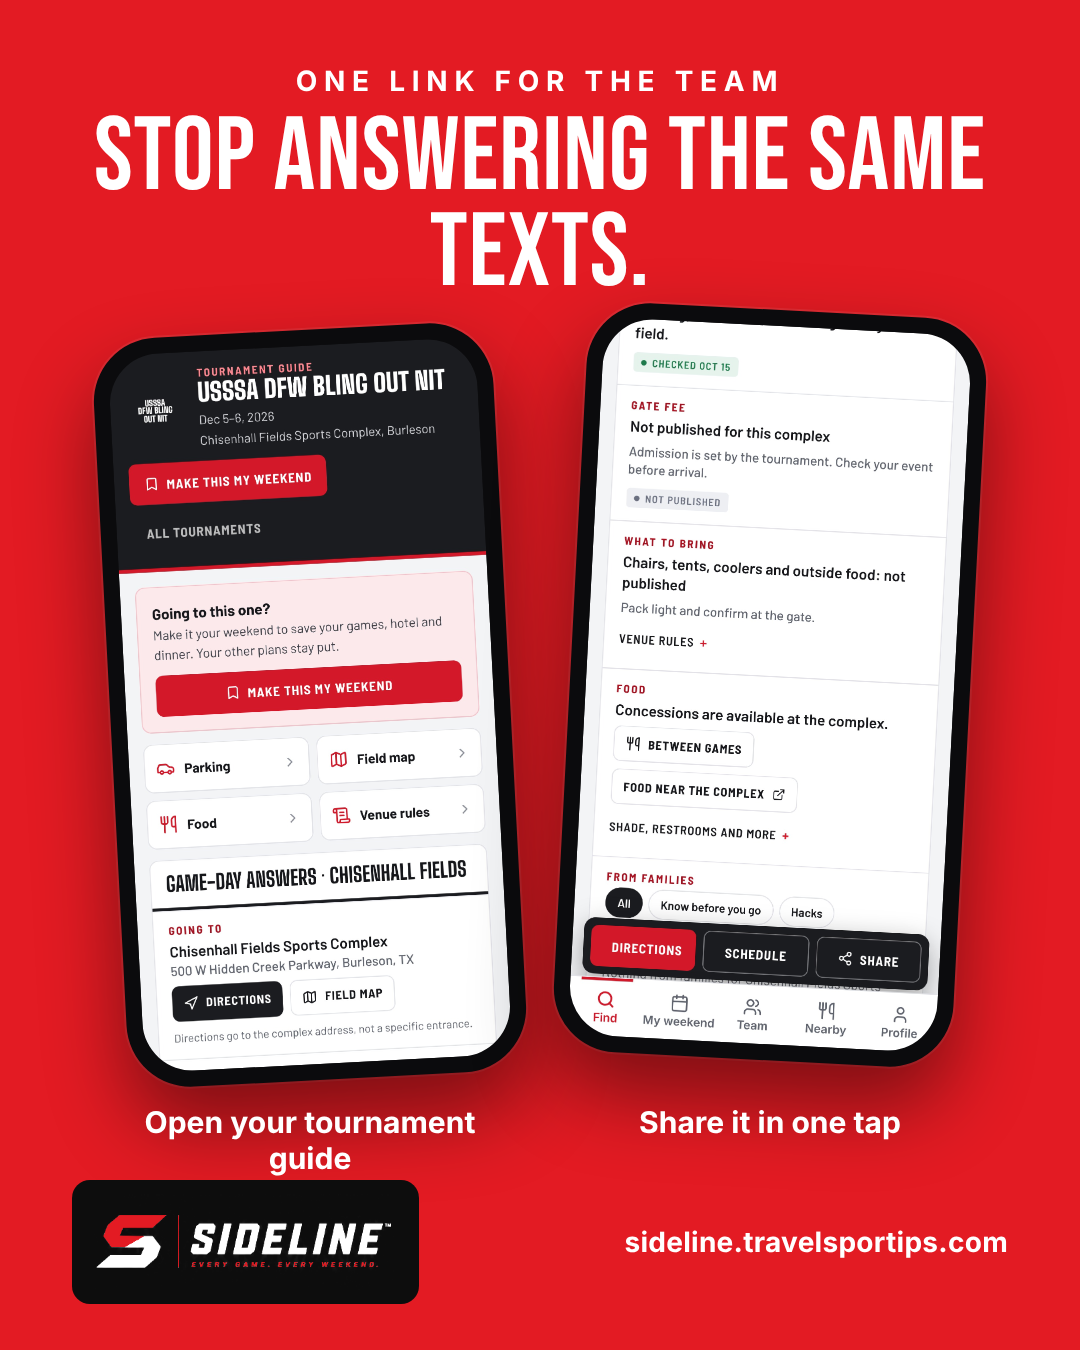 ONE LINK FOR THE TEAM
STOP ANSWERING THE SAME
TEXTS.
TOURNAMENT GUIDE
USSSA DFW BLING OUT NIT
USSSA
DFW BLING
OUT NIT
Dec 5–6, 2026
Chisenhall Fields Sports Complex, Burleson
MAKE THIS MY WEEKEND
ALL TOURNAMENTS
Going to this one?
Make it your weekend to save your games, hotel and
dinner. Your other plans stay put.
MAKE THIS MY WEEKEND
Parking
Field map
Food
Venue rules
GAME-DAY ANSWERS · CHISENHALL FIELDS
GOING TO
Chisenhall Fields Sports Complex
500 W Hidden Creek Parkway, Burleson, TX
DIRECTIONS
FIELD MAP
Directions go to the complex address, not a specific entrance.
field.
CHECKED OCT 15
GATE FEE
Not published for this complex
Admission is set by the tournament. Check your event
before arrival.
NOT PUBLISHED
WHAT TO BRING
Chairs, tents, coolers and outside food: not
published
Pack light and confirm at the gate.
VENUE RULES +
FOOD
Concessions are available at the complex.
BETWEEN GAMES
FOOD NEAR THE COMPLEX
SHADE, RESTROOMS AND MORE +
FROM FAMILIES
All
Know before you go
Hacks
DIRECTIONS
SCHEDULE
SHARE
Find
My weekend
Team
Nearby
Profile
Open your tournament
guide
Share it in one tap
SIDELINE™
EVERY GAME. EVERY WEEKEND.
sideline.travelsportips.com